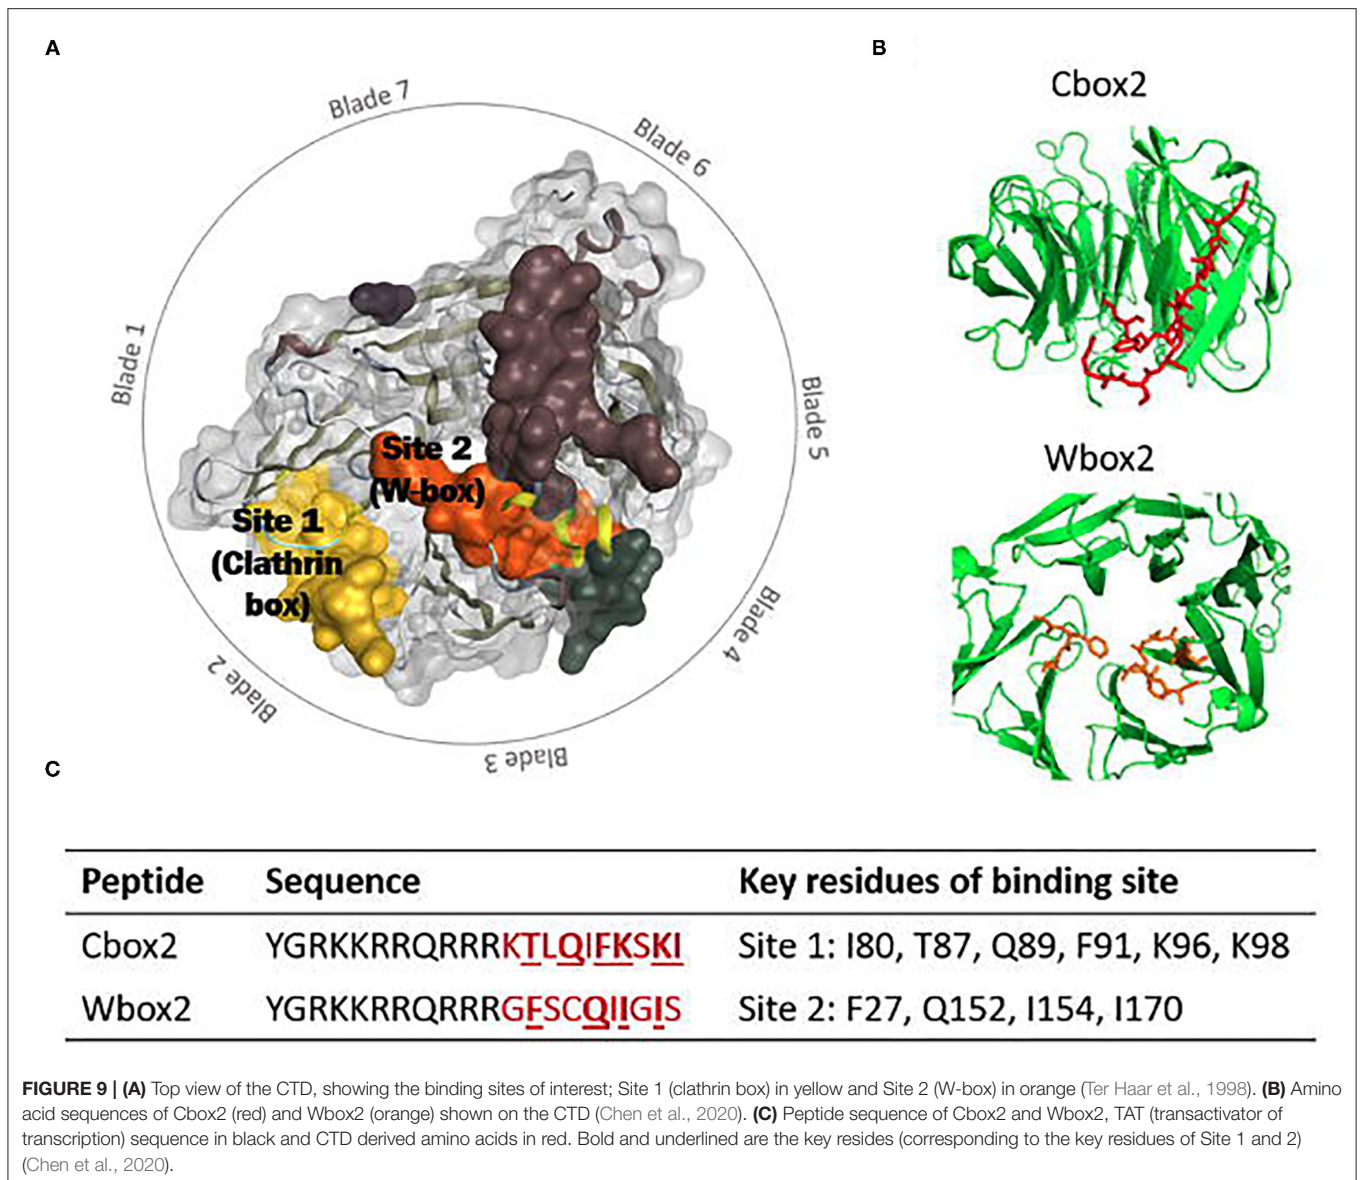 A
B
Blade 7
Blade 6
Blade 1
Blade 5
Blade 4
Blade 2
Blade 3
Site 2
(W-box)
Site 1
(Clathrin
box)
Cbox2
Wbox2
C
Peptide Sequence Key residues of binding site
Cbox2 YGRKKRRQRRRKTLQIFKSKI Site 1: I80, T87, Q89, F91, K96, K98
Wbox2 YGRKKRRQRRRGFSCQIIGIS Site 2: F27, Q152, I154, I170
FIGURE 9 | (A) Top view of the CTD, showing the binding sites of interest; Site 1 (clathrin box) in yellow and Site 2 (W-box) in orange (Ter Haar et al., 1998). (B) Amino
acid sequences of Cbox2 (red) and Wbox2 (orange) shown on the CTD (Chen et al., 2020). (C) Peptide sequence of Cbox2 and Wbox2, TAT (transactivator of
transcription) sequence in black and CTD derived amino acids in red. Bold and underlined are the key resides (corresponding to the key residues of Site 1 and 2)
(Chen et al., 2020).